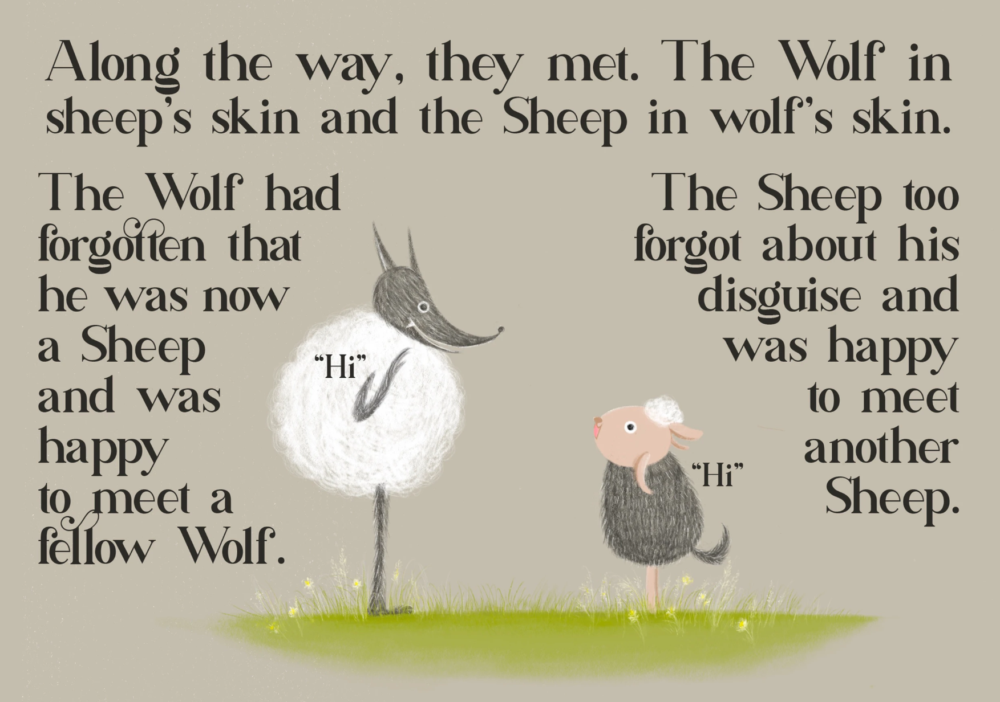 Along the way, they met. The Wolf in
sheep's skin and the Sheep in wolf's skin.
The Wolf had
forgotten that
he was now
a Sheep
and was
happy
to meet a
fellow Wolf.
“Hi”
The Sheep too
forgot about his
disguise and
was happy
to meet
another
Sheep.
“Hi”